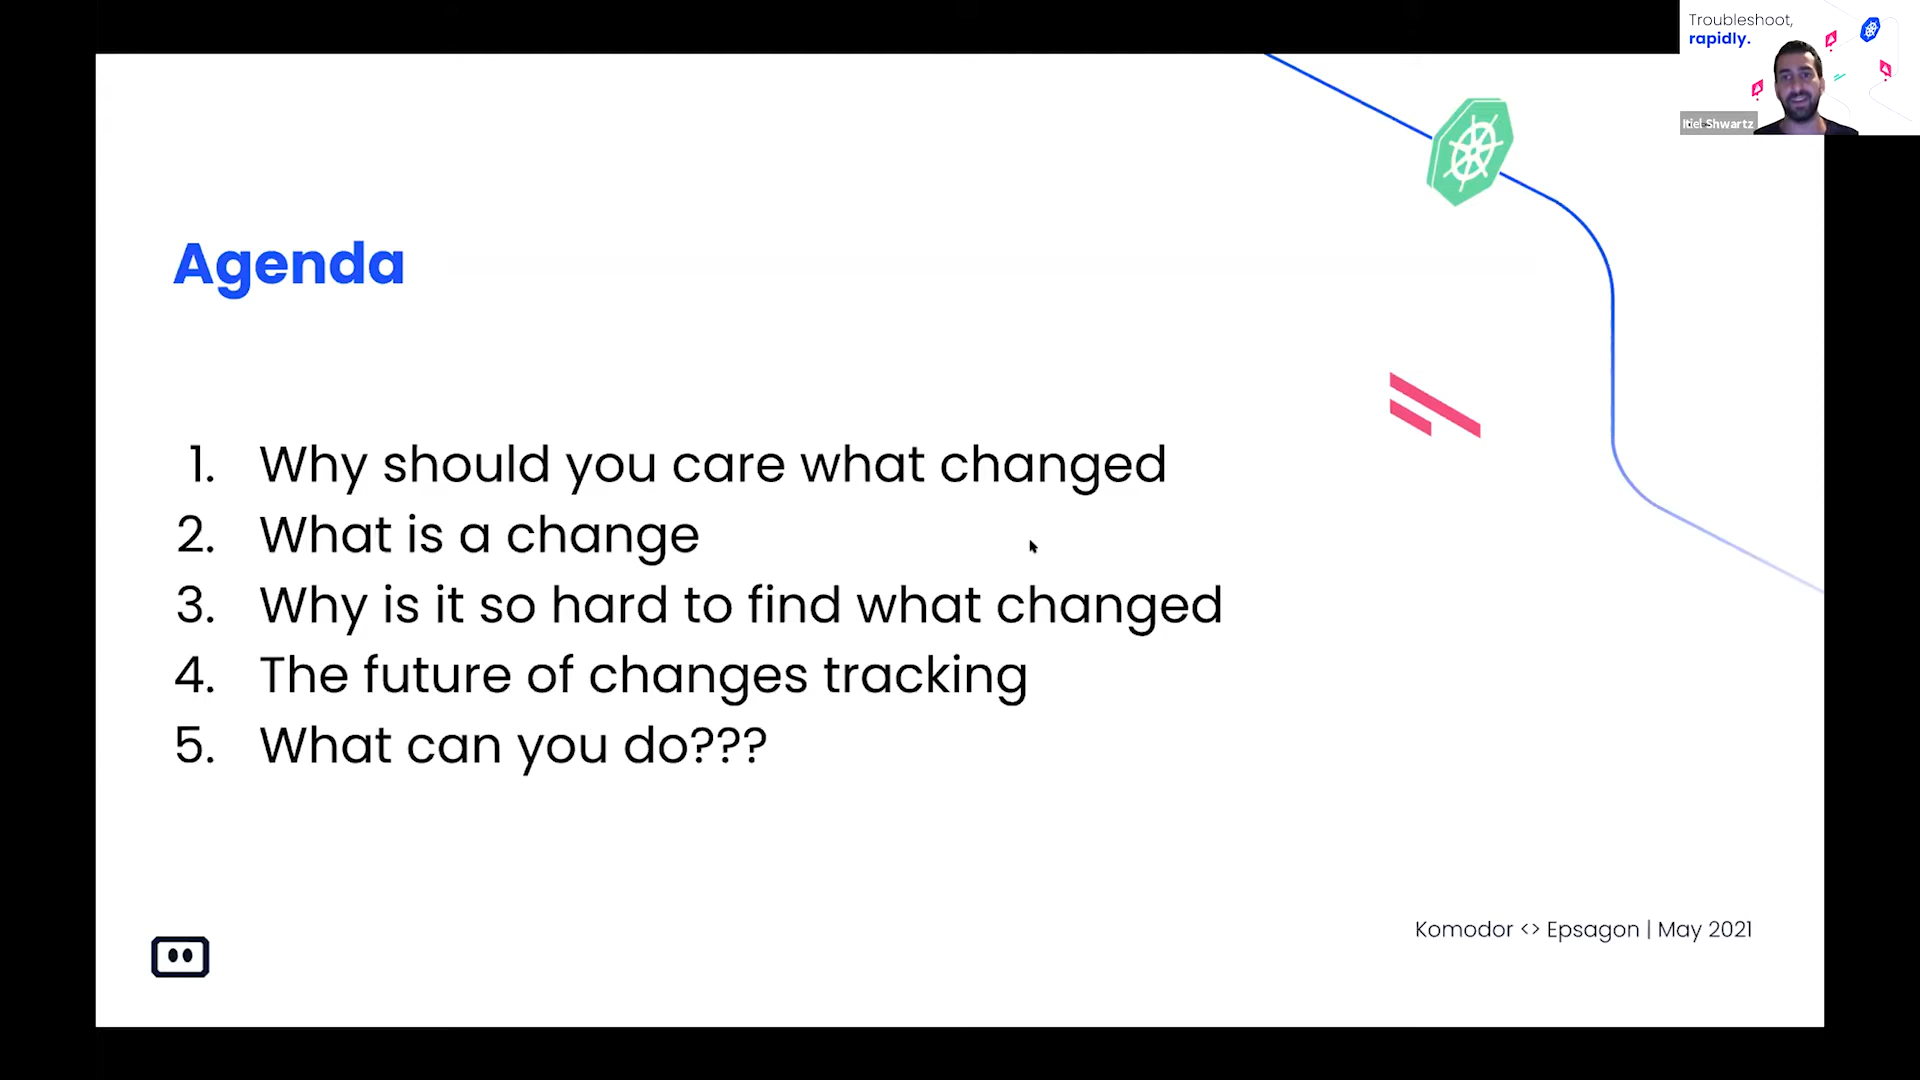 Troubleshoot,
rapidly.
Itiel Shwartz
Agenda
1. Why should you care what changed
2. What is a change
3. Why is it so hard to find what changed
4. The future of changes tracking
5. What can you do???
Komodor <> Epsagon | May 2021